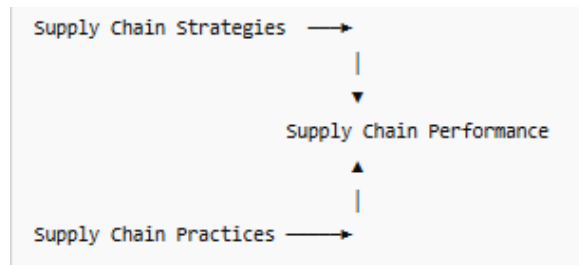 Supply Chain Strategies
Supply Chain Performance
Supply Chain Practices